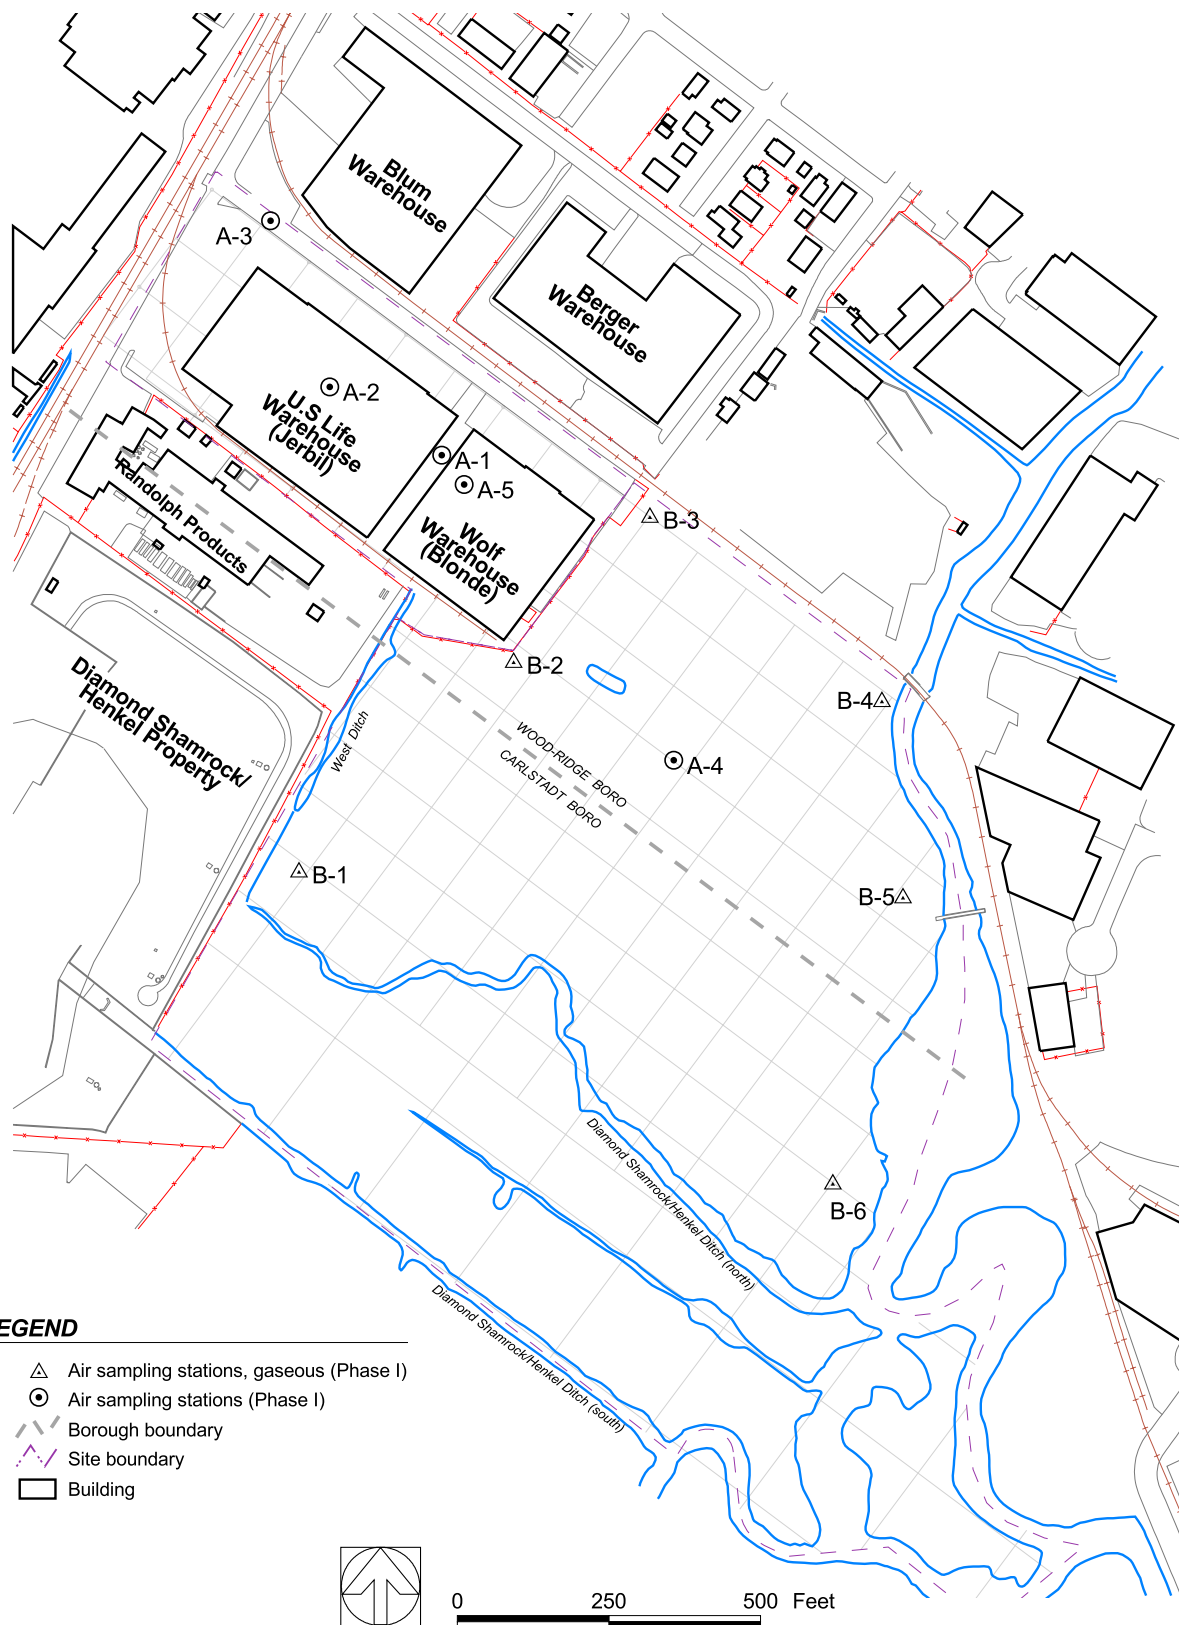 Blum
Warehouse
A-3
Berger
Warehouse
A-2
U.S Life
Warehouse
(Jerbil)
A-1
A-5
Randolph Products
Wolf
Warehouse
(Blonde)
B-3
B-2
Diamond Shamrock/
Henkel Property
West Ditch
B-4
WOOD-RIDGE BORO
CARLSTADT BORO
A-4
B-1
B-5
Diamond Shamrock/Henkel Ditch (north)
B-6
Diamond Shamrock/Henkel Ditch (south)
EGEND
Air sampling stations, gaseous (Phase I)
Air sampling stations (Phase I)
Borough boundary
Site boundary
Building
0 250 500 Feet